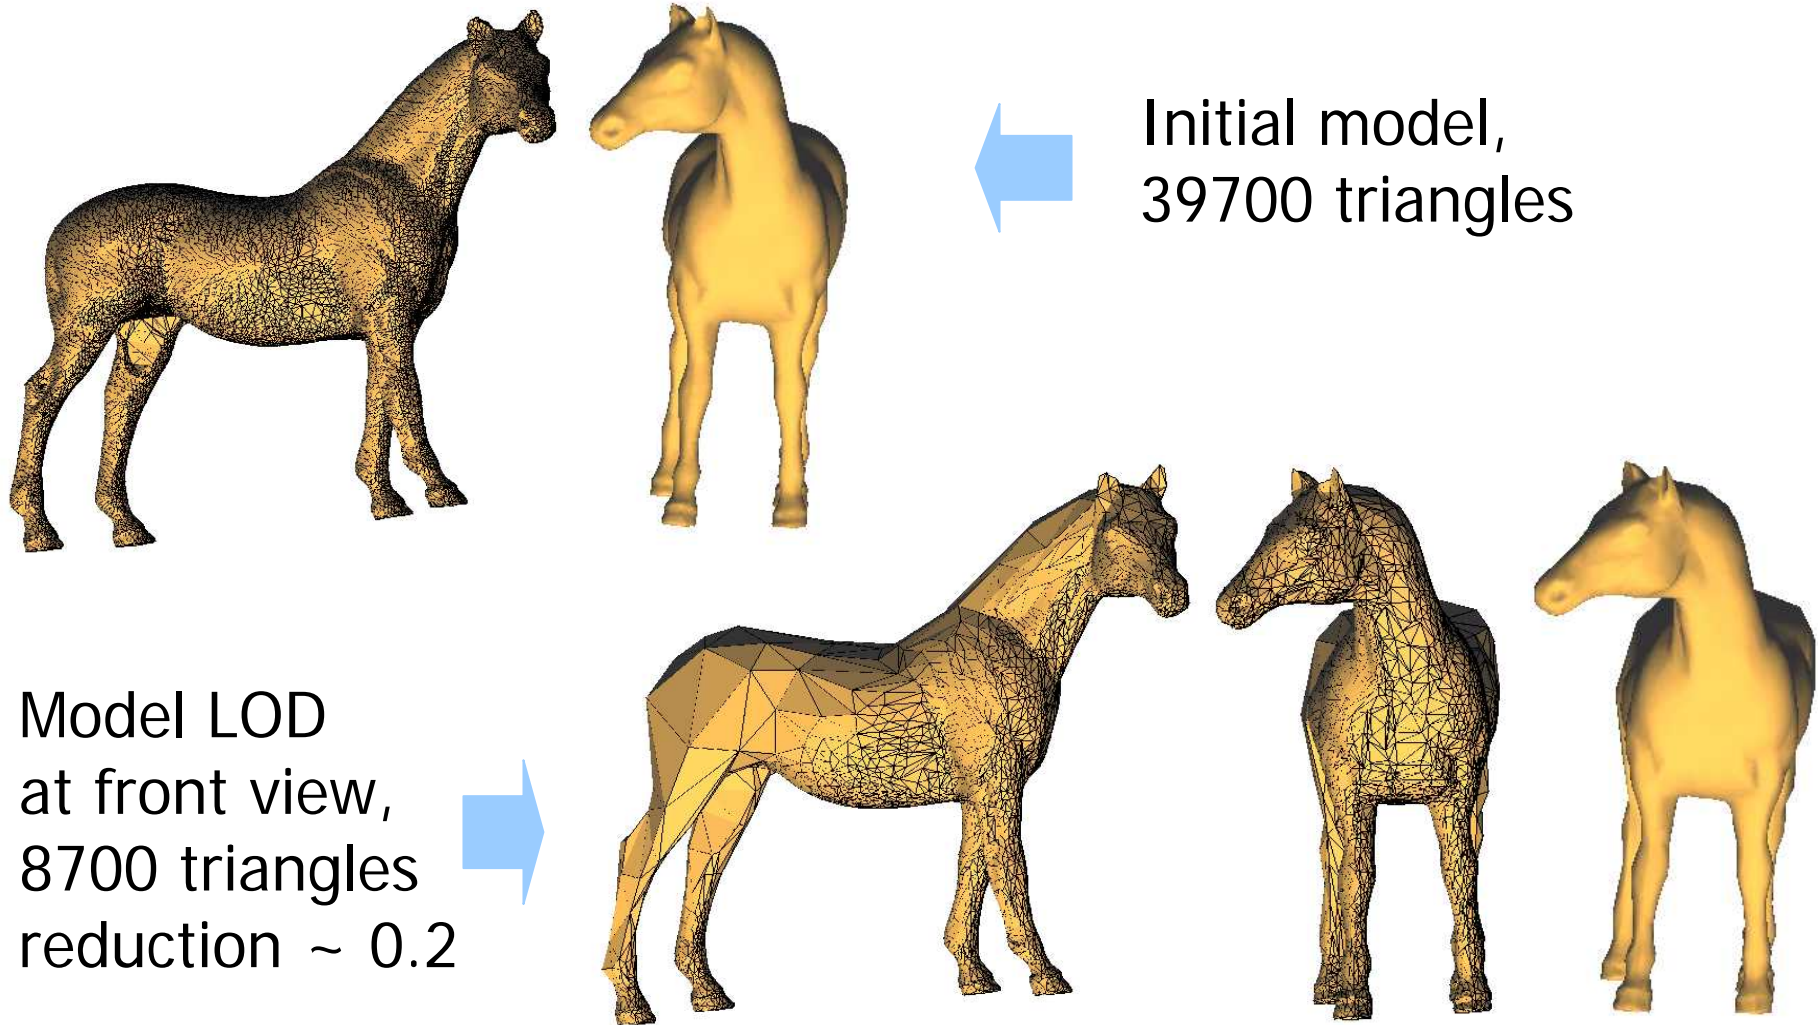 Initial model,
39700 triangles
Model LOD
at front view,
8700 triangles
reduction ~ 0.2